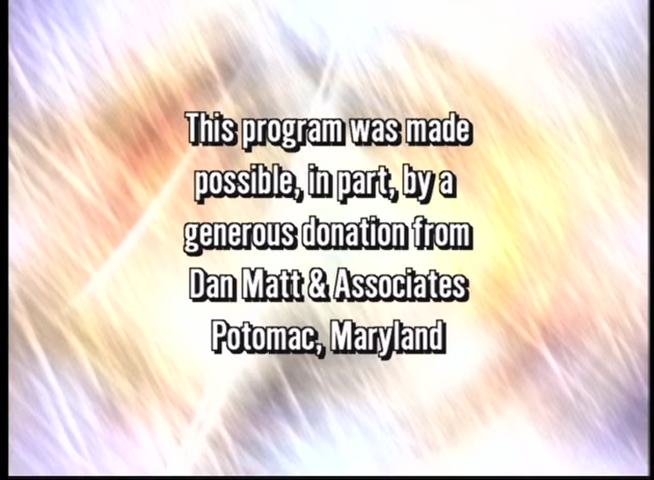 This program was made
possible, in part, by a
generous donation from
Dan Matt & Associates
Potomac, Maryland